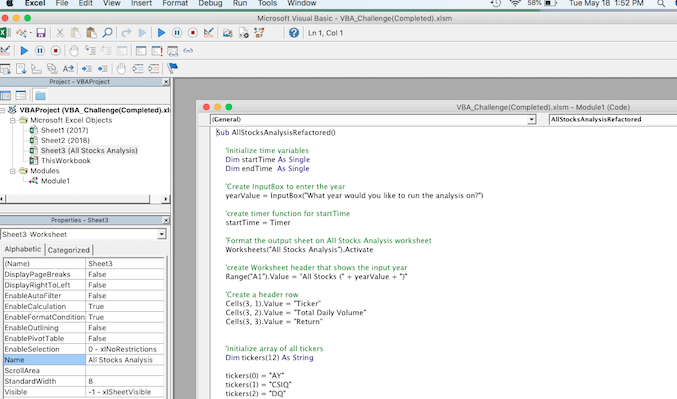 Excel File Edit View Insert Format Debug Run Tools Window Help 58% Tue May 18 1:52 PM
Microsoft Visual Basic - VBA_Challenge(Completed).xlsm
Ln 1, Col 1
Project - VBAProject
VBAProject (VBA_Challenge(Completed).xl
Microsoft Excel Objects
Sheet1 (2017)
Sheet2 (2018)
Sheet3 (All Stocks Analysis)
ThisWorkbook
Modules
Module1
Properties - Sheet3
Sheet3 Worksheet
Alphabetic Categorized
(Name) Sheet3
DisplayPageBreaks False
DisplayRightToLeft False
EnableAutoFilter False
EnableCalculation True
EnableFormatCondition True
EnableOutlining False
EnablePivotTable False
EnableSelection 0 - xlNoRestrictions
Name All Stocks Analysis
ScrollArea
StandardWidth 8
Visible -1 - xlSheetVisible
VBA_Challenge(Completed).xlsm - Module1 (Code)
(General) AllStocksAnalysisRefactored
Sub AllStocksAnalysisRefactored()
'Initialize time variables
Dim startTime As Single
Dim endTime As Single
'Create InputBox to enter the year
yearValue = InputBox("What year would you like to run the analysis on?")
'create timer function for startTime
startTime = Timer
'Format the output sheet on All Stocks Analysis worksheet
Worksheets("All Stocks Analysis").Activate
'create Worksheet header that shows the input year
Range("A1").Value = "All Stocks (" + yearValue + ")"
'Create a header row
Cells(3, 1).Value = "Ticker"
Cells(3, 2).Value = "Total Daily Volume"
Cells(3, 3).Value = "Return"
'Initialize array of all tickers
Dim tickers(12) As String
tickers(0) = "AY"
tickers(1) = "CSIQ"
tickers(2) = "DQ"